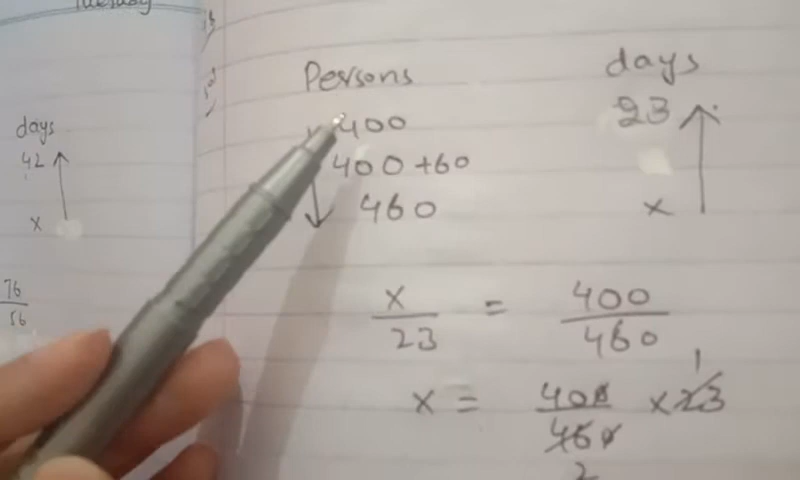 Tuesday
days
42
x
76
56
Persons days
400 23
400+60
460 x
x/23 = 400/460
x = 400/460 x 23
1
2